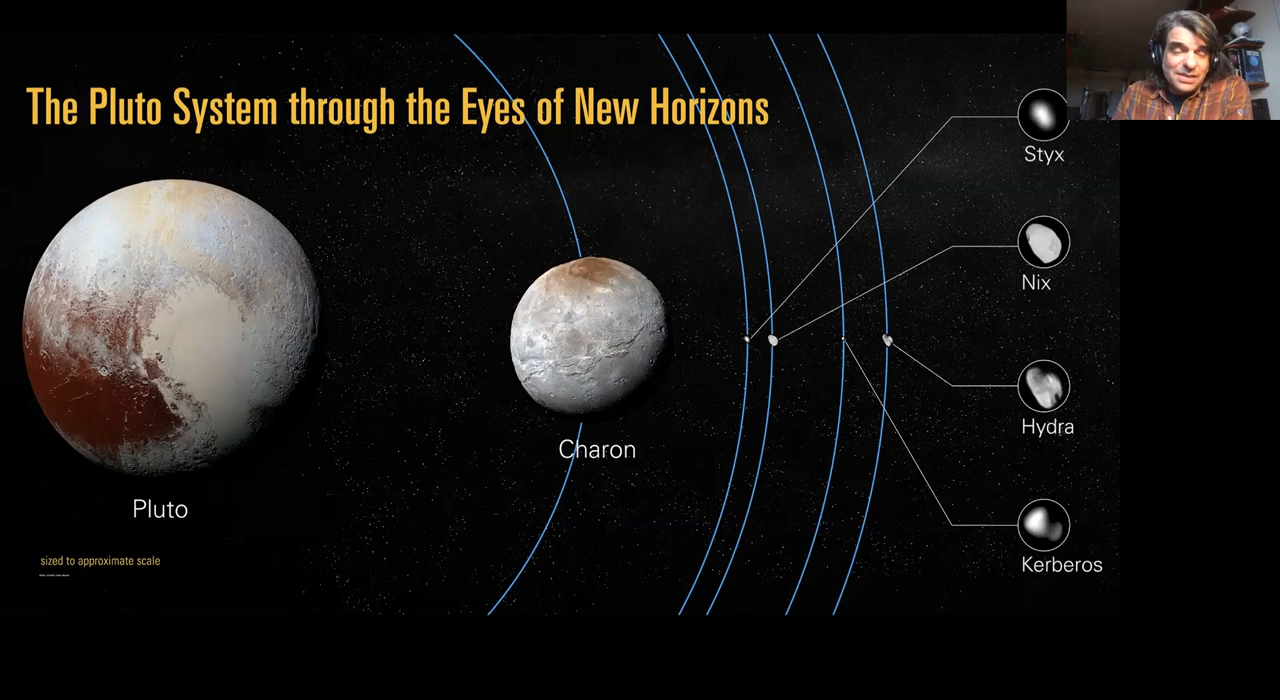 The Pluto System through the Eyes of New Horizons
Styx
Nix
Hydra
Charon
Pluto
sized to approximate scale
Kerberos